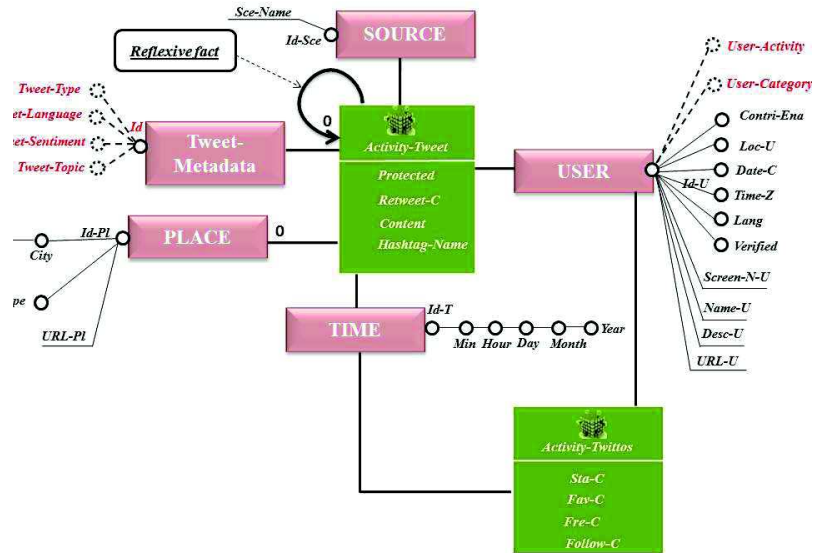 Sce-Name
Id-Sce
SOURCE
Reflexive fact
User-Activity
User-Category
Tweet-Type
et-Language
et-Sentiment
Tweet-Topic
Id
Tweet-
Metadata
0
Activity-Tweet
Protected
Retweet-C
Content
Hashtag-Name
USER
Id-U
Contri-Ena
Loc-U
Date-C
Time-Z
Lang
Verified
Screen-N-U
Name-U
Desc-U
URL-U
City
Id-Pl
PLACE
0
pe
URL-Pl
TIME
Id-T
Min
Hour
Day
Month
Year
Activity-Twittos
Sta-C
Fav-C
Fre-C
Follow-C